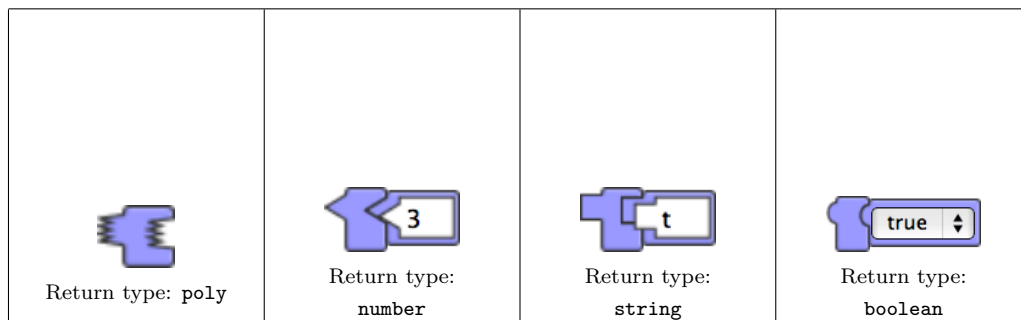 3
t
true
Return type: poly
Return type:
number
Return type:
string
Return type:
boolean